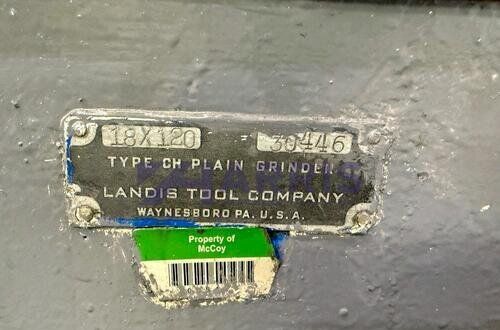 18X120 30446
TYPE CH PLAIN GRINDER
LANDIS TOOL COMPANY
WAYNESBORO PA. U.S.A.
Property of
McCoy